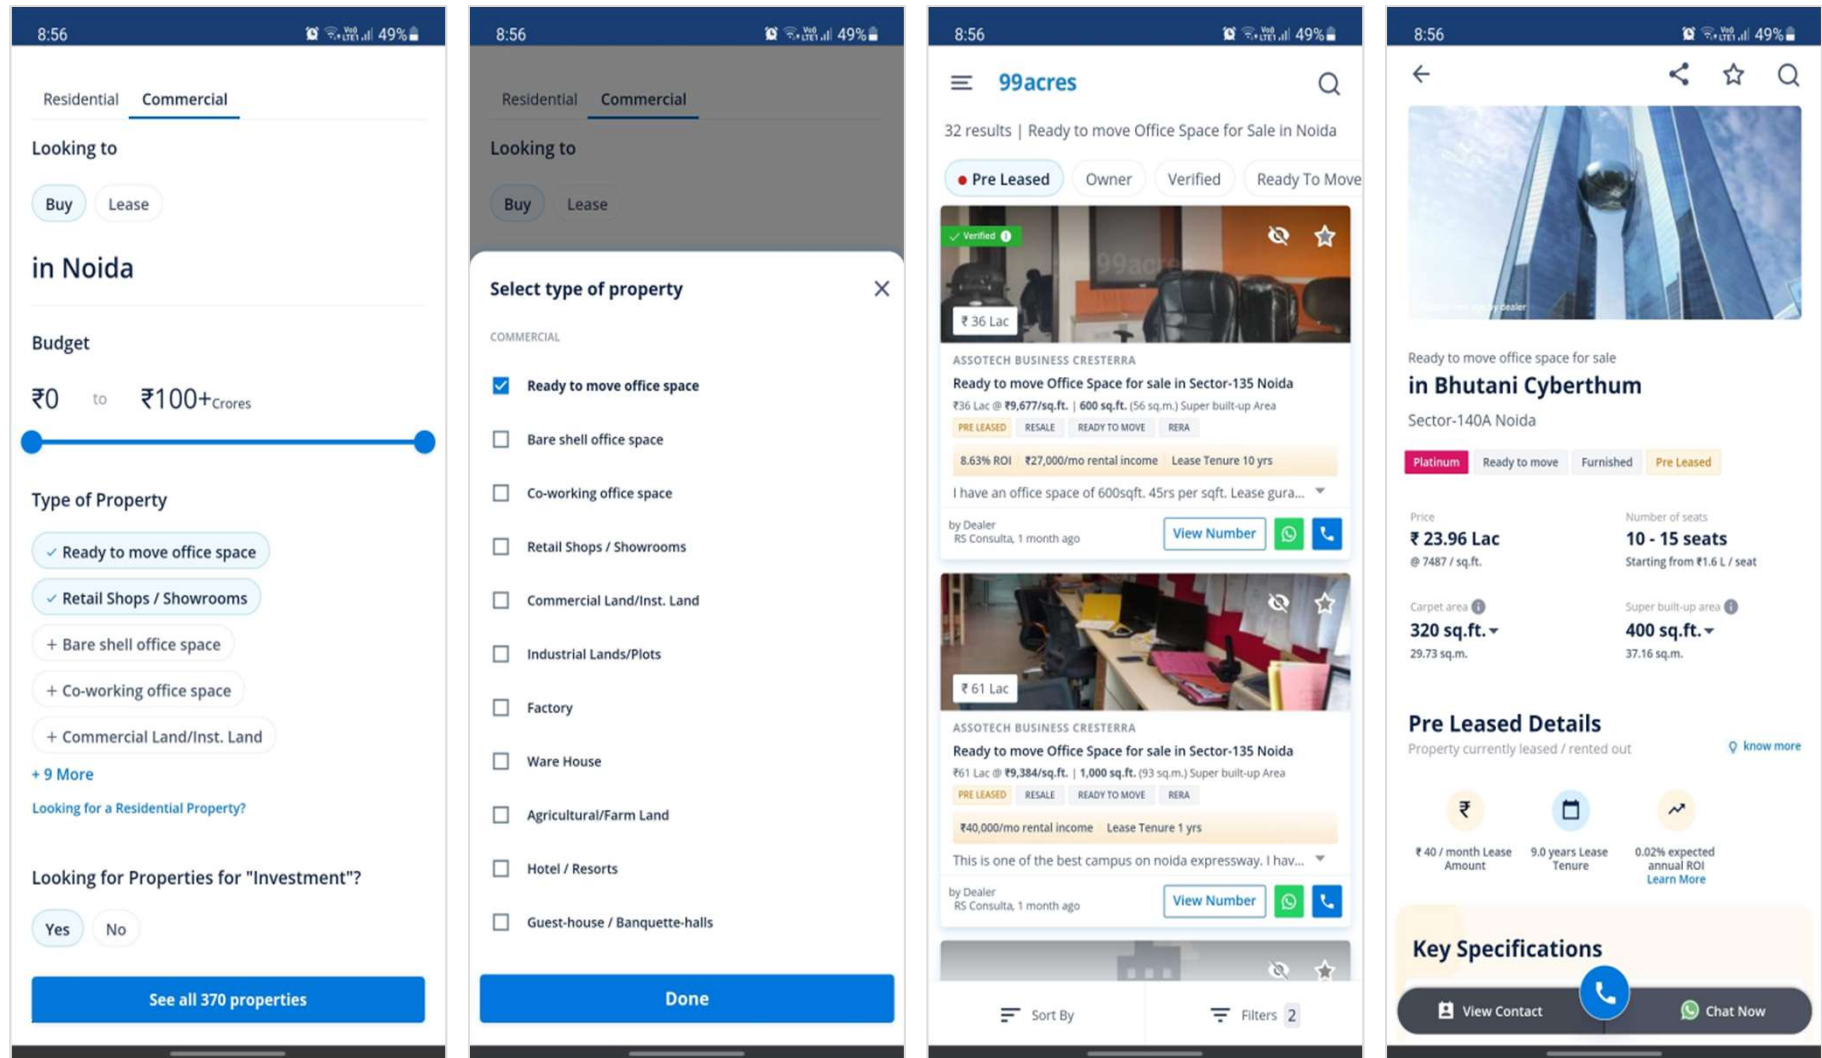 8:56
49%
Residential Commercial
Looking to
Buy Lease
in Noida
Budget
₹0 to ₹100+Crores
Type of Property
Ready to move office space
Retail Shops / Showrooms
+ Bare shell office space
+ Co-working office space
+ Commercial Land/Inst. Land
+ 9 More
Looking for a Residential Property?
Looking for Properties for "Investment"?
Yes No
See all 370 properties
8:56
49%
Residential Commercial
Looking to
Buy Lease
Select type of property
COMMERCIAL
Ready to move office space
Bare shell office space
Co-working office space
Retail Shops / Showrooms
Commercial Land/Inst. Land
Industrial Lands/Plots
Factory
Ware House
Agricultural/Farm Land
Hotel / Resorts
Guest-house / Banquette-halls
Done
8:56
49%
99acres
32 results | Ready to move Office Space for Sale in Noida
Pre Leased Owner Verified Ready To Move
Verified
₹ 36 Lac
ASSOTECH BUSINESS CRESTERRA
Ready to move Office Space for sale in Sector-135 Noida
₹36 Lac @ ₹9,677/sq.ft. | 600 sq.ft. (56 sq.m.) Super built-up Area
PRE LEASED RESALE READY TO MOVE RERA
8.63% ROI ₹27,000/mo rental income Lease Tenure 10 yrs
I have an office space of 600sqft. 45rs per sqft. Lease gura...
by Dealer
RS Consulta, 1 month ago
View Number
₹ 61 Lac
ASSOTECH BUSINESS CRESTERRA
Ready to move Office Space for sale in Sector-135 Noida
₹61 Lac @ ₹9,384/sq.ft. | 1,000 sq.ft. (93 sq.m.) Super built-up Area
PRE LEASED RESALE READY TO MOVE RERA
₹40,000/mo rental income Lease Tenure 1 yrs
This is one of the best campus on noida expressway. I hav...
by Dealer
RS Consulta, 1 month ago
View Number
Sort By Filters 2
8:56
49%
by dealer
Ready to move office space for sale
in Bhutani Cyberthum
Sector-140A Noida
Platinum Ready to move Furnished Pre Leased
Price Number of seats
₹ 23.96 Lac 10 - 15 seats
@ 7487 / sq.ft. Starting from ₹1.6 L / seat
Carpet area Super built-up area
320 sq.ft. 400 sq.ft.
29.73 sq.m. 37.16 sq.m.
Pre Leased Details
Property currently leased / rented out know more
₹ 40 / month Lease 9.0 years Lease 0.02% expected
Amount Tenure annual ROI
Learn More
Key Specifications
View Contact Chat Now